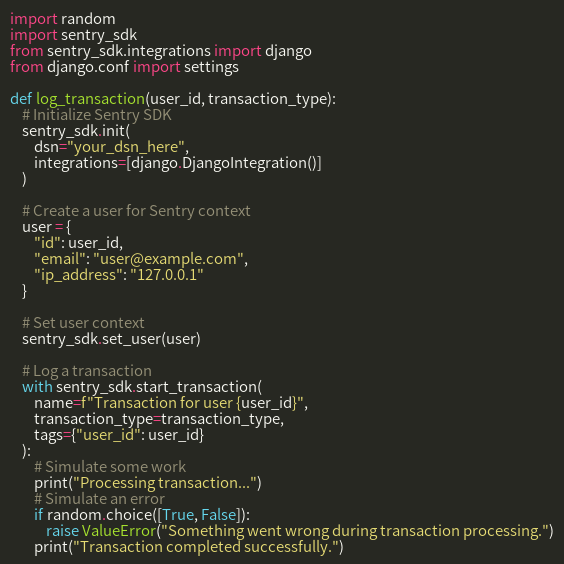 import random
import sentry_sdk
from sentry_sdk.integrations import django
from django.conf import settings

def log_transaction(user_id, transaction_type):
    # Initialize Sentry SDK
    sentry_sdk.init(
        dsn="your_dsn_here",
        integrations=[django.DjangoIntegration()]
    )

    # Create a user for Sentry context
    user = {
        "id": user_id,
        "email": "user@example.com",
        "ip_address": "127.0.0.1"
    }

    # Set user context
    sentry_sdk.set_user(user)

    # Log a transaction
    with sentry_sdk.start_transaction(
        name=f"Transaction for user {user_id}",
        transaction_type=transaction_type,
        tags={"user_id": user_id}
    ):
        # Simulate some work
        print("Processing transaction...")
        # Simulate an error
        if random.choice([True, False]):
            raise ValueError("Something went wrong during transaction processing.")
        print("Transaction completed successfully.")